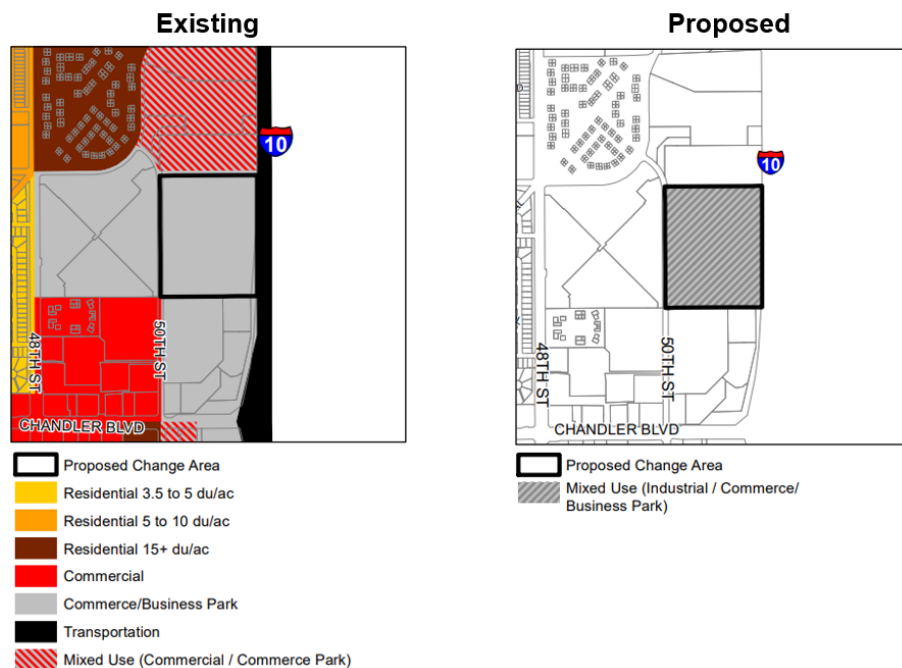 Existing
Proposed
10
10
48TH ST
50TH ST
CHANDLER BLVD
48TH ST
50TH ST
CHANDLER BLVD
Proposed Change Area
Residential 3.5 to 5 du/ac
Residential 5 to 10 du/ac
Residential 15+ du/ac
Commercial
Commerce/Business Park
Transportation
Mixed Use (Commercial / Commerce Park)
Proposed Change Area
Mixed Use (Industrial / Commerce/
Business Park)